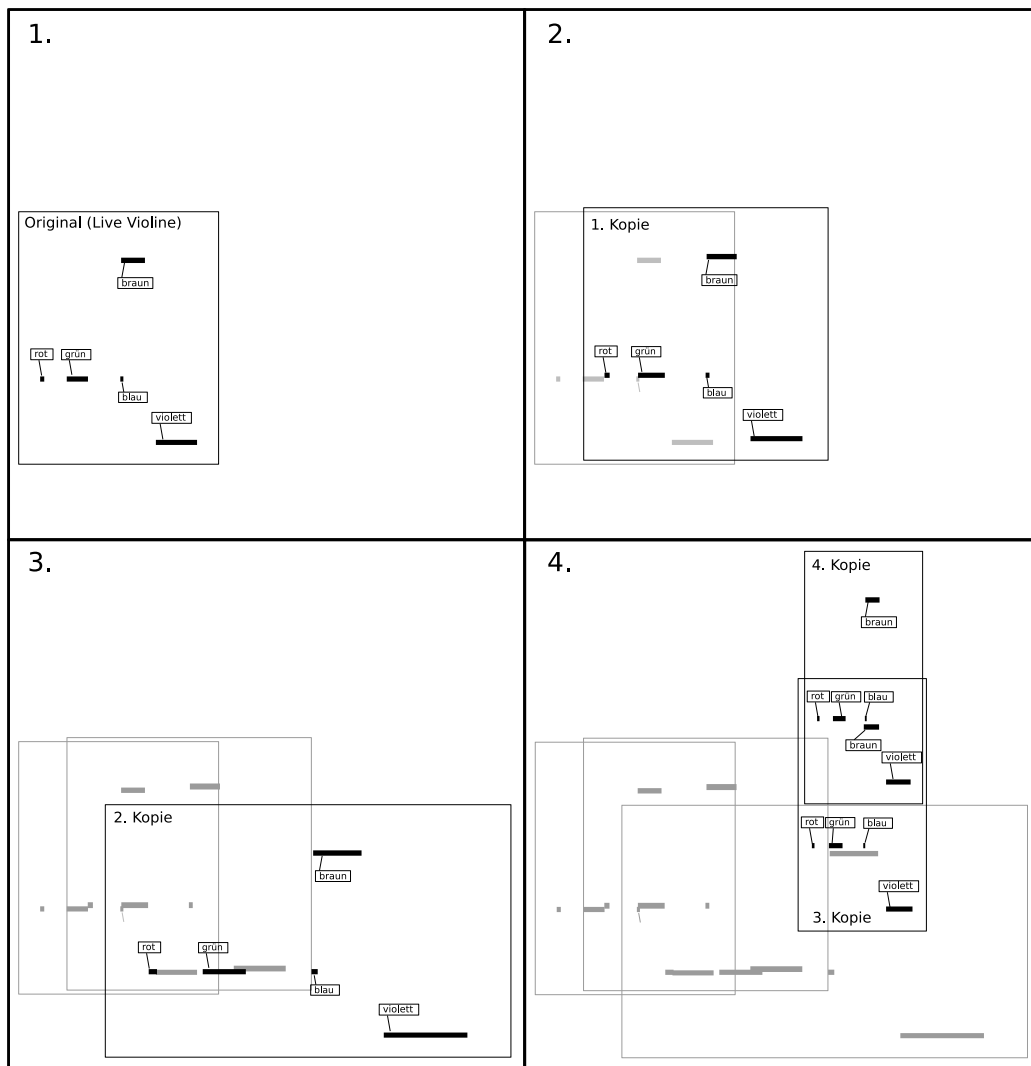 1.
Original (Live Violine)
braun
rot
grün
blau
violett
2.
1. Kopie
braun
rot
grün
blau
violett
3.
2. Kopie
braun
rot
grün
blau
violett
4.
4. Kopie
braun
rot
grün
blau
braun
violett
rot
grün
blau
violett
3. Kopie